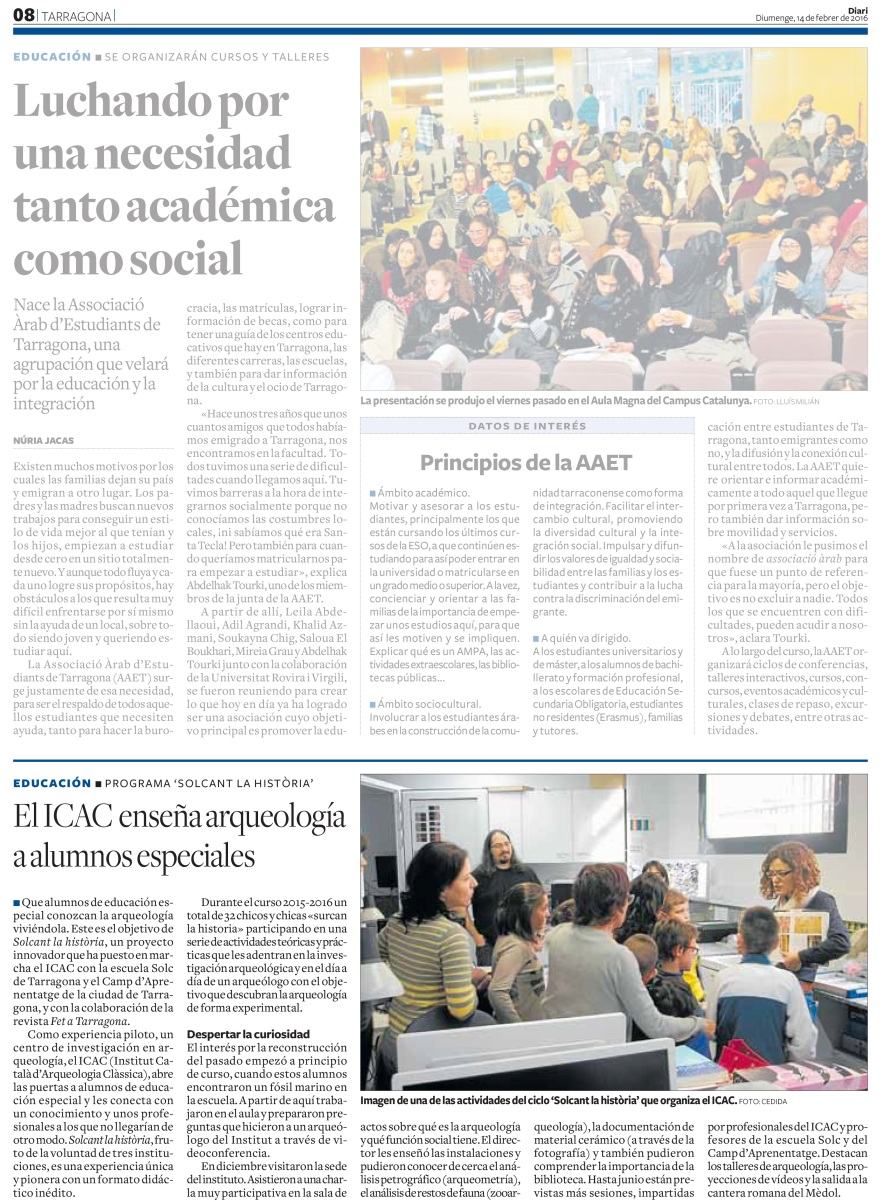 08 | TARRAGONA |
Diari
Diumenge, 14 de febrer de 2016
EDUCACIÓN ■ SE ORGANIZARÁN CURSOS Y TALLERES
Luchando por
una necesidad
tanto académica
como social
Nace la Associació
Àrab d'Estudiants de
Tarragona, una
agrupación que velará
por la educación y la
integración
NÚRIA JACAS
Existen muchos motivos por los
cuales las familias dejan su país
y emigran a otro lugar. Los pa-
dres y las madres buscan nuevos
trabajos para conseguir un esti-
lo de vida mejor al que tenían y
los hijos, empiezan a estudiar
desde cero en un sitio totalmen-
te nuevo. Y aunque todo fluya y ca-
da uno logre sus propósitos, hay
obstáculos a los que resulta muy
difícil enfrentarse por sí mismo
sin la ayuda de un local, sobre to-
do siendo joven y queriendo es-
tudiar aquí.
La Associació Àrab d'Estu-
diants de Tarragona (AAET) sur-
ge justamente de esa necesidad,
para ser el respaldo de todos aque-
llos estudiantes que necesiten
ayuda, tanto para hacer la buro-
cracia, las matrículas, lograr in-
formación de becas, como para
tener una guía de los centros edu-
cativos que hay en Tarragona, las
diferentes carreras, las escuelas,
y también para dar información
de la cultura y el ocio de Tarrago-
na.
«Hace unos tres años que unos
cuantos amigos que todos había-
mos emigrado a Tarragona, nos
encontramos en la facultad. To-
dos tuvimos una serie de dificul-
tades cuando llegamos aquí. Tu-
vimos barreras a la hora de inte-
grarnos socialmente porque no
conocíamos las costumbres lo-
cales, ¡ni sabíamos qué era San-
ta Tecla! Pero también para cuan-
do queríamos matricularnos pa-
ra empezar a estudiar», explica
Abdelhak Tourki, uno de los miem-
bros de la junta de la AAET.
A partir de allí, Leila Abde-
llaoui, Adil Agrandi, Khalid Az-
mani, Soukayna Chig, Saloua El
Boukhari, Mireia Grau y Abdelhak
Tourki junto con la colaboración
de la Universitat Rovira i Virgili,
se fueron reuniendo para crear
lo que hoy en día ya ha logrado
ser una asociación cuyo objeti-
vo principal es promover la edu-
La presentación se produjo el viernes pasado en el Aula Magna del Campus Catalunya. FOTO: LLUÍS MILIÁN
DATOS DE INTERÉS
Principios de la AAET
■ Ámbito académico.
Motivar y asesorar a los estu-
diantes, principalmente los que
están cursando los últimos cur-
sos de la ESO, a que continúen es-
tudiando para así poder entrar en
la universidad o matricularse en
un grado medio o superior. A la vez,
concienciar y orientar a las fa-
milias de la importancia de empe-
zar unos estudios aquí, para que
así les motiven y se impliquen.
Explicar qué es un AMPA, las ac-
tividades extraescolares, las biblio-
tecas públicas...
■ Ámbito sociocultural.
Involucrar a los estudiantes ára-
bes en la construcción de la comu-
nidad tarraconense como forma
de integración. Facilitar el inter-
cambio cultural, promoviendo
la diversidad cultural y la inte-
gración social. Impulsar y difun-
dir los valores de igualdad y socia-
bilidad entre las familias y los es-
tudiantes y contribuir a la lucha
contra la discriminación del emi-
grante.
■ A quién va dirigido.
A los estudiantes universitarios y
de máster, a los alumnos de bachi-
llerato y formación profesional,
a los escolares de Educación Se-
cundaria Obligatoria, estudiantes
no residentes (Erasmus), familias
y tutores.
cación entre estudiantes de Ta-
rragona, tanto emigrantes como
no, y la difusión y la conexión cul-
tural entre todos. La AAET quie-
re orientar e informar académi-
camente a todo aquel que llegue
por primera vez a Tarragona, pe-
ro también dar información so-
bre movilidad y servicios.
«A la asociación le pusimos el
nombre de associació àrab para
que fuese un punto de referen-
cia para la mayoría, pero el obje-
tivo es no excluir a nadie. Todos
los que se encuentren con difi-
cultades, pueden acudir a noso-
tros», aclara Tourki.
A lo largo del curso, la AAET or-
ganizará ciclos de conferencias,
talleres interactivos, cursos, con-
cursos, eventos académicos y cul-
turales, clases de repaso, excur-
siones y debates, entre otras ac-
tividades.
EDUCACIÓN ■ PROGRAMA 'SOLCANT LA HISTÒRIA'
El ICAC enseña arqueología
a alumnos especiales
■ Que alumnos de educación es-
pecial conozcan la arqueología
viviéndola. Este es el objetivo de
Solcant la història, un proyecto
innovador que ha puesto en mar-
cha el ICAC con la escuela Solc
de Tarragona y el Camp d'Apre-
nentatge de la ciudad de Tarra-
gona, y con la colaboración de la
revista Fet a Tarragona.
Como experiencia piloto, un
centro de investigación en ar-
queología, el ICAC (Institut Ca-
talà d'Arqueologia Clàssica), abre
las puertas a alumnos de educa-
ción especial y les conecta con
un conocimiento y unos profe-
sionales a los que no llegarían de
otro modo. Solcant la història, fru-
to de la voluntad de tres institu-
ciones, es una experiencia única
y pionera con un formato didác-
tico inédito.
Durante el curso 2015-2016 un
total de 32 chicos y chicas «surcan
la historia» participando en una
serie de actividades teóricas y prác-
ticas que les adentran en la inves-
tigación arqueológica y en el día a
día de un arqueólogo con el obje-
tivo que descubran la arqueología
de forma experimental.
Despertar la curiosidad
El interés por la reconstrucción
del pasado empezó a principio
de curso, cuando estos alumnos
encontraron un fósil marino en
la escuela. A partir de aquí traba-
jaron en el aula y prepararon pre-
guntas que hicieron a un arqueó-
logo del Institut a través de vi-
deoconferencia.
En diciembre visitaron la sede
del instituto. Asistieron a una char-
la muy participativa en la sala de
Imagen de una de las actividades del ciclo 'Solcant la història' que organiza el ICAC. FOTO: CEDIDA
actos sobre qué es la arqueología
y qué función social tiene. El direc-
tor les enseñó las instalaciones y
pudieron conocer de cerca el aná-
lisis petrográfico (arqueometría),
el análisis de restos de fauna (zooar-
queología), la documentación de
material cerámico (a través de la
fotografía) y también pudieron
comprender la importancia de la
biblioteca. Hasta junio están pre-
vistas más sesiones, impartidas
por profesionales del ICAC y pro-
fesores de la escuela Solc y del
Camp d'Aprenentatge. Destacan
los talleres de arqueología, las pro-
yecciones de vídeos y la salida a la
cantera romana del Mèdol.